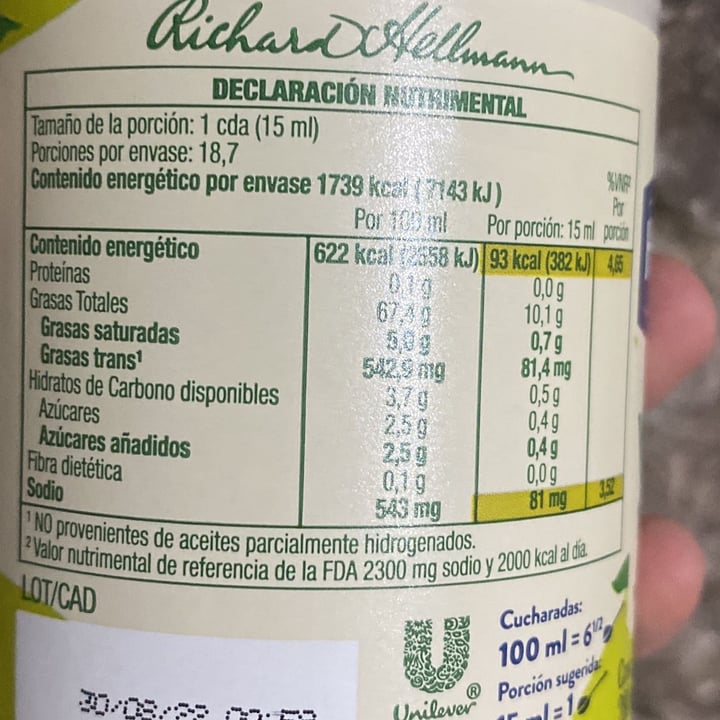 Richard Hellmann
DECLARACIÓN NUTRIMENTAL
Tamaño de la porción: 1 cda (15 ml)
Porciones por envase: 18,7
Contenido energético por envase 1739 kcal (7143 kJ)
%VNR²
Por
porción
Por 100 ml Por porción: 15 ml
Contenido energético 622 kcal (2558 kJ) 93 kcal (382 kJ) 4,65
Proteínas 0,1 g 0,0 g
Grasas Totales 67,4 g 10,1 g
Grasas saturadas 5,0 g 0,7 g
Grasas trans¹ 542,9 mg 81,4 mg
Hidratos de Carbono disponibles 3,7 g 0,5 g
Azúcares 2,5 g 0,4 g
Azúcares añadidos 2,5 g 0,4 g
Fibra dietética 0,1 g 0,0 g
Sodio 543 mg 81 mg 3,52
¹ NO provenientes de aceites parcialmente hidrogenados.
² Valor nutrimental de referencia de la FDA 2300 mg sodio y 2000 kcal al día.
LOT/CAD
Unilever®
Cucharadas:
100 ml = 6 1/2
Porción sugerida:
15 ml = 1